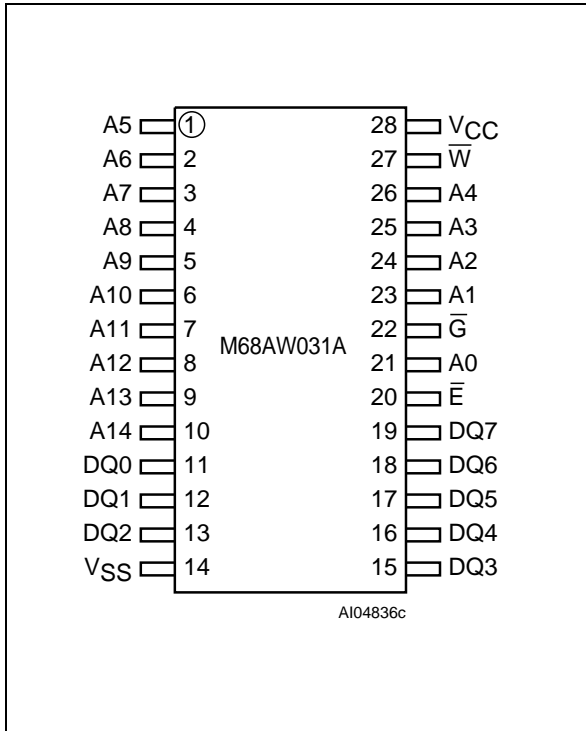 A5 1 28 VCC
A6 2 27 W̅
A7 3 26 A4
A8 4 25 A3
A9 5 24 A2
A10 6 23 A1
A11 7 22 G̅
M68AW031A
A12 8 21 A0
A13 9 20 E̅
A14 10 19 DQ7
DQ0 11 18 DQ6
DQ1 12 17 DQ5
DQ2 13 16 DQ4
VSS 14 15 DQ3
AI04836c